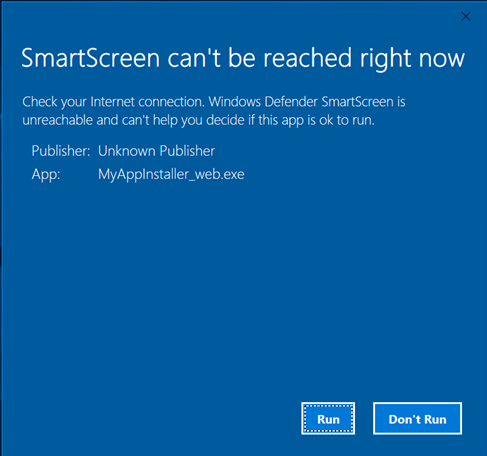 SmartScreen can't be reached right now
Check your Internet connection. Windows Defender SmartScreen is
unreachable and can't help you decide if this app is ok to run.
Publisher: Unknown Publisher
App: MyAppInstaller_web.exe
Run Don't Run